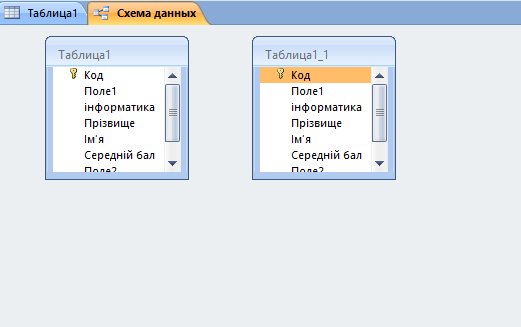 Таблица1
Схема данных
Таблица1
Код
Поле1
інформатика
Прізвище
Ім'я
Середній бал
Поле2
Таблица1_1
Код
Поле1
інформатика
Прізвище
Ім'я
Середній бал
Поле2